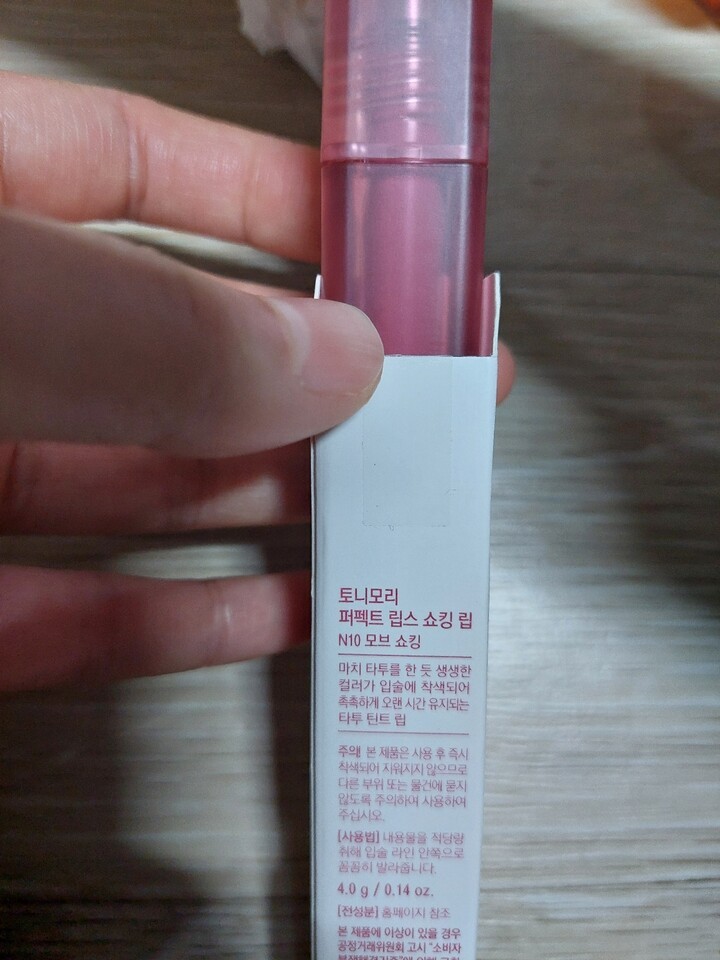 토니모리
퍼펙트 립스 쇼킹 립
N10 모브 쇼킹
마치 타투를 한 듯 생생한
컬러가 입술에 착색되어
촉촉하게 오랜 시간 유지되는
타투 틴트 립
주의! 본 제품은 사용 후 즉시
착색되어 지워지지 않으므로
다른 부위 또는 물건에 묻지
않도록 주의하여 사용하여
주십시오.
[사용법] 내용물을 적당량
취해 입술 라인 안쪽으로
꼼꼼히 발라줍니다.
4.0 g / 0.14 oz.
[전성분] 홈페이지 참조
본 제품에 이상이 있을 경우
공정거래위원회 고시 "소비자